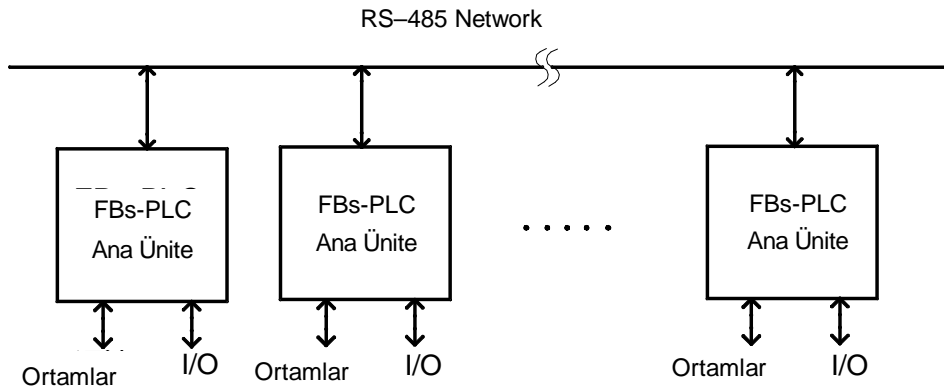 RS–485 Network
FBs-PLC
Ana Ünite
FBs-PLC
Ana Ünite
. . . . .
FBs-PLC
Ana Ünite
Ortamlar
I/O
Ortamlar
I/O
Ortamlar
I/O